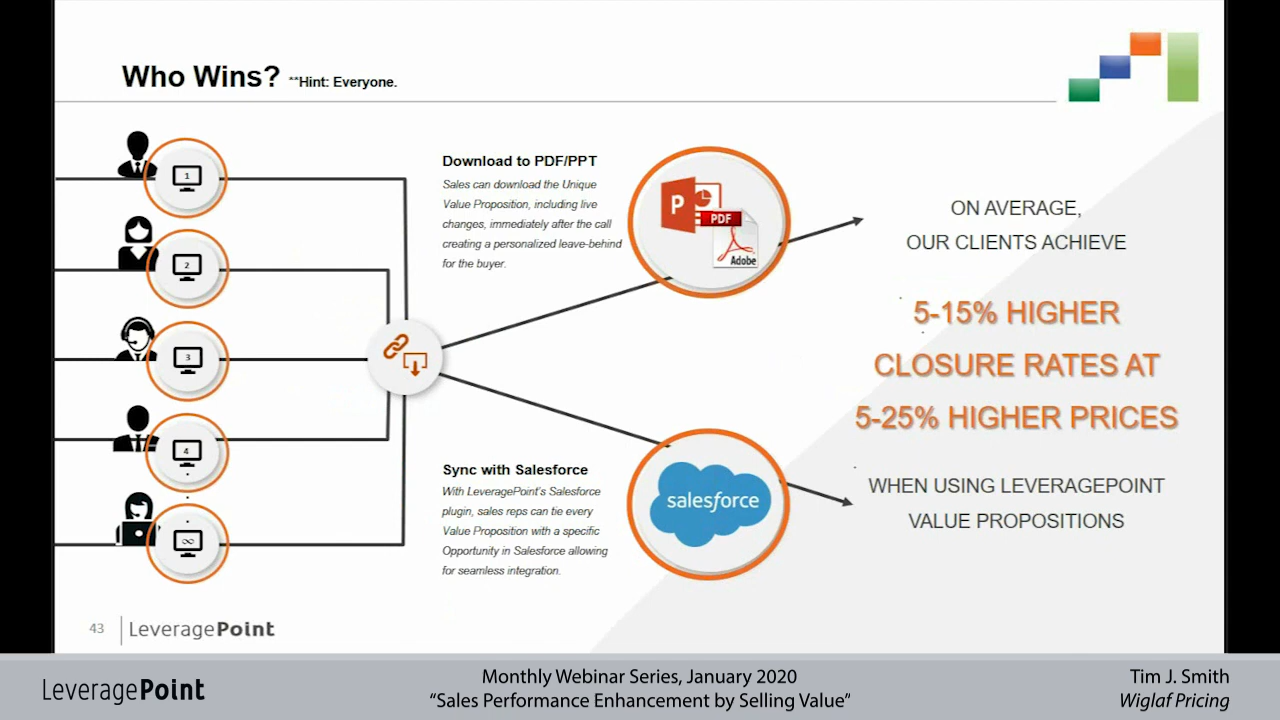 Who Wins? **Hint: Everyone.
1
2
3
4
∞
Download to PDF/PPT
Sales can download the Unique
Value Proposition, including live
changes, immediately after the call
creating a personalized leave-behind
for the buyer.
P
PDF
Adobe
Sync with Salesforce
With LeveragePoint's Salesforce
plugin, sales reps can tie every
Value Proposition with a specific
Opportunity in Salesforce allowing
for seamless integration.
salesforce
ON AVERAGE,
OUR CLIENTS ACHIEVE
5-15% HIGHER
CLOSURE RATES AT
5-25% HIGHER PRICES
WHEN USING LEVERAGEPOINT
VALUE PROPOSITIONS
43
LeveragePoint
LeveragePoint
Monthly Webinar Series, January 2020
“Sales Performance Enhancement by Selling Value”
Tim J. Smith
Wiglaf Pricing